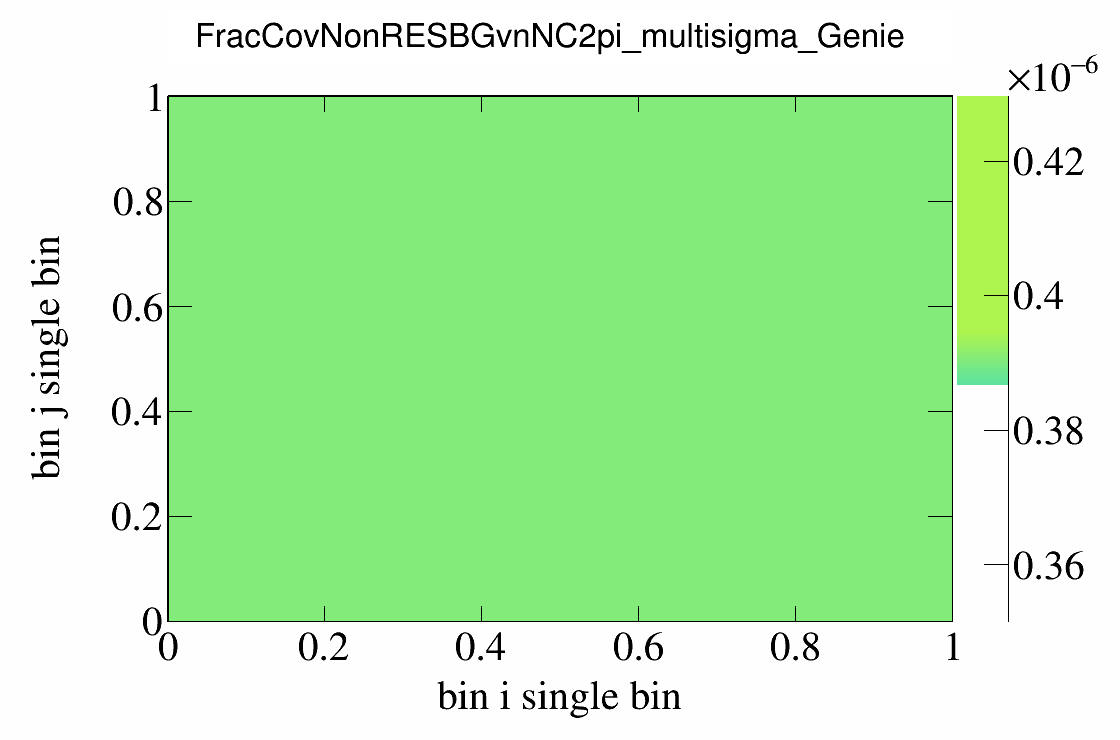 FracCovNonRESBGvnNC2pi_multisigma_Genie
×10⁻⁶
1
0.8
0.6
0.4
0.2
0
0 0.2 0.4 0.6 0.8 1
0.42
0.4
0.38
0.36
bin j single bin
bin i single bin